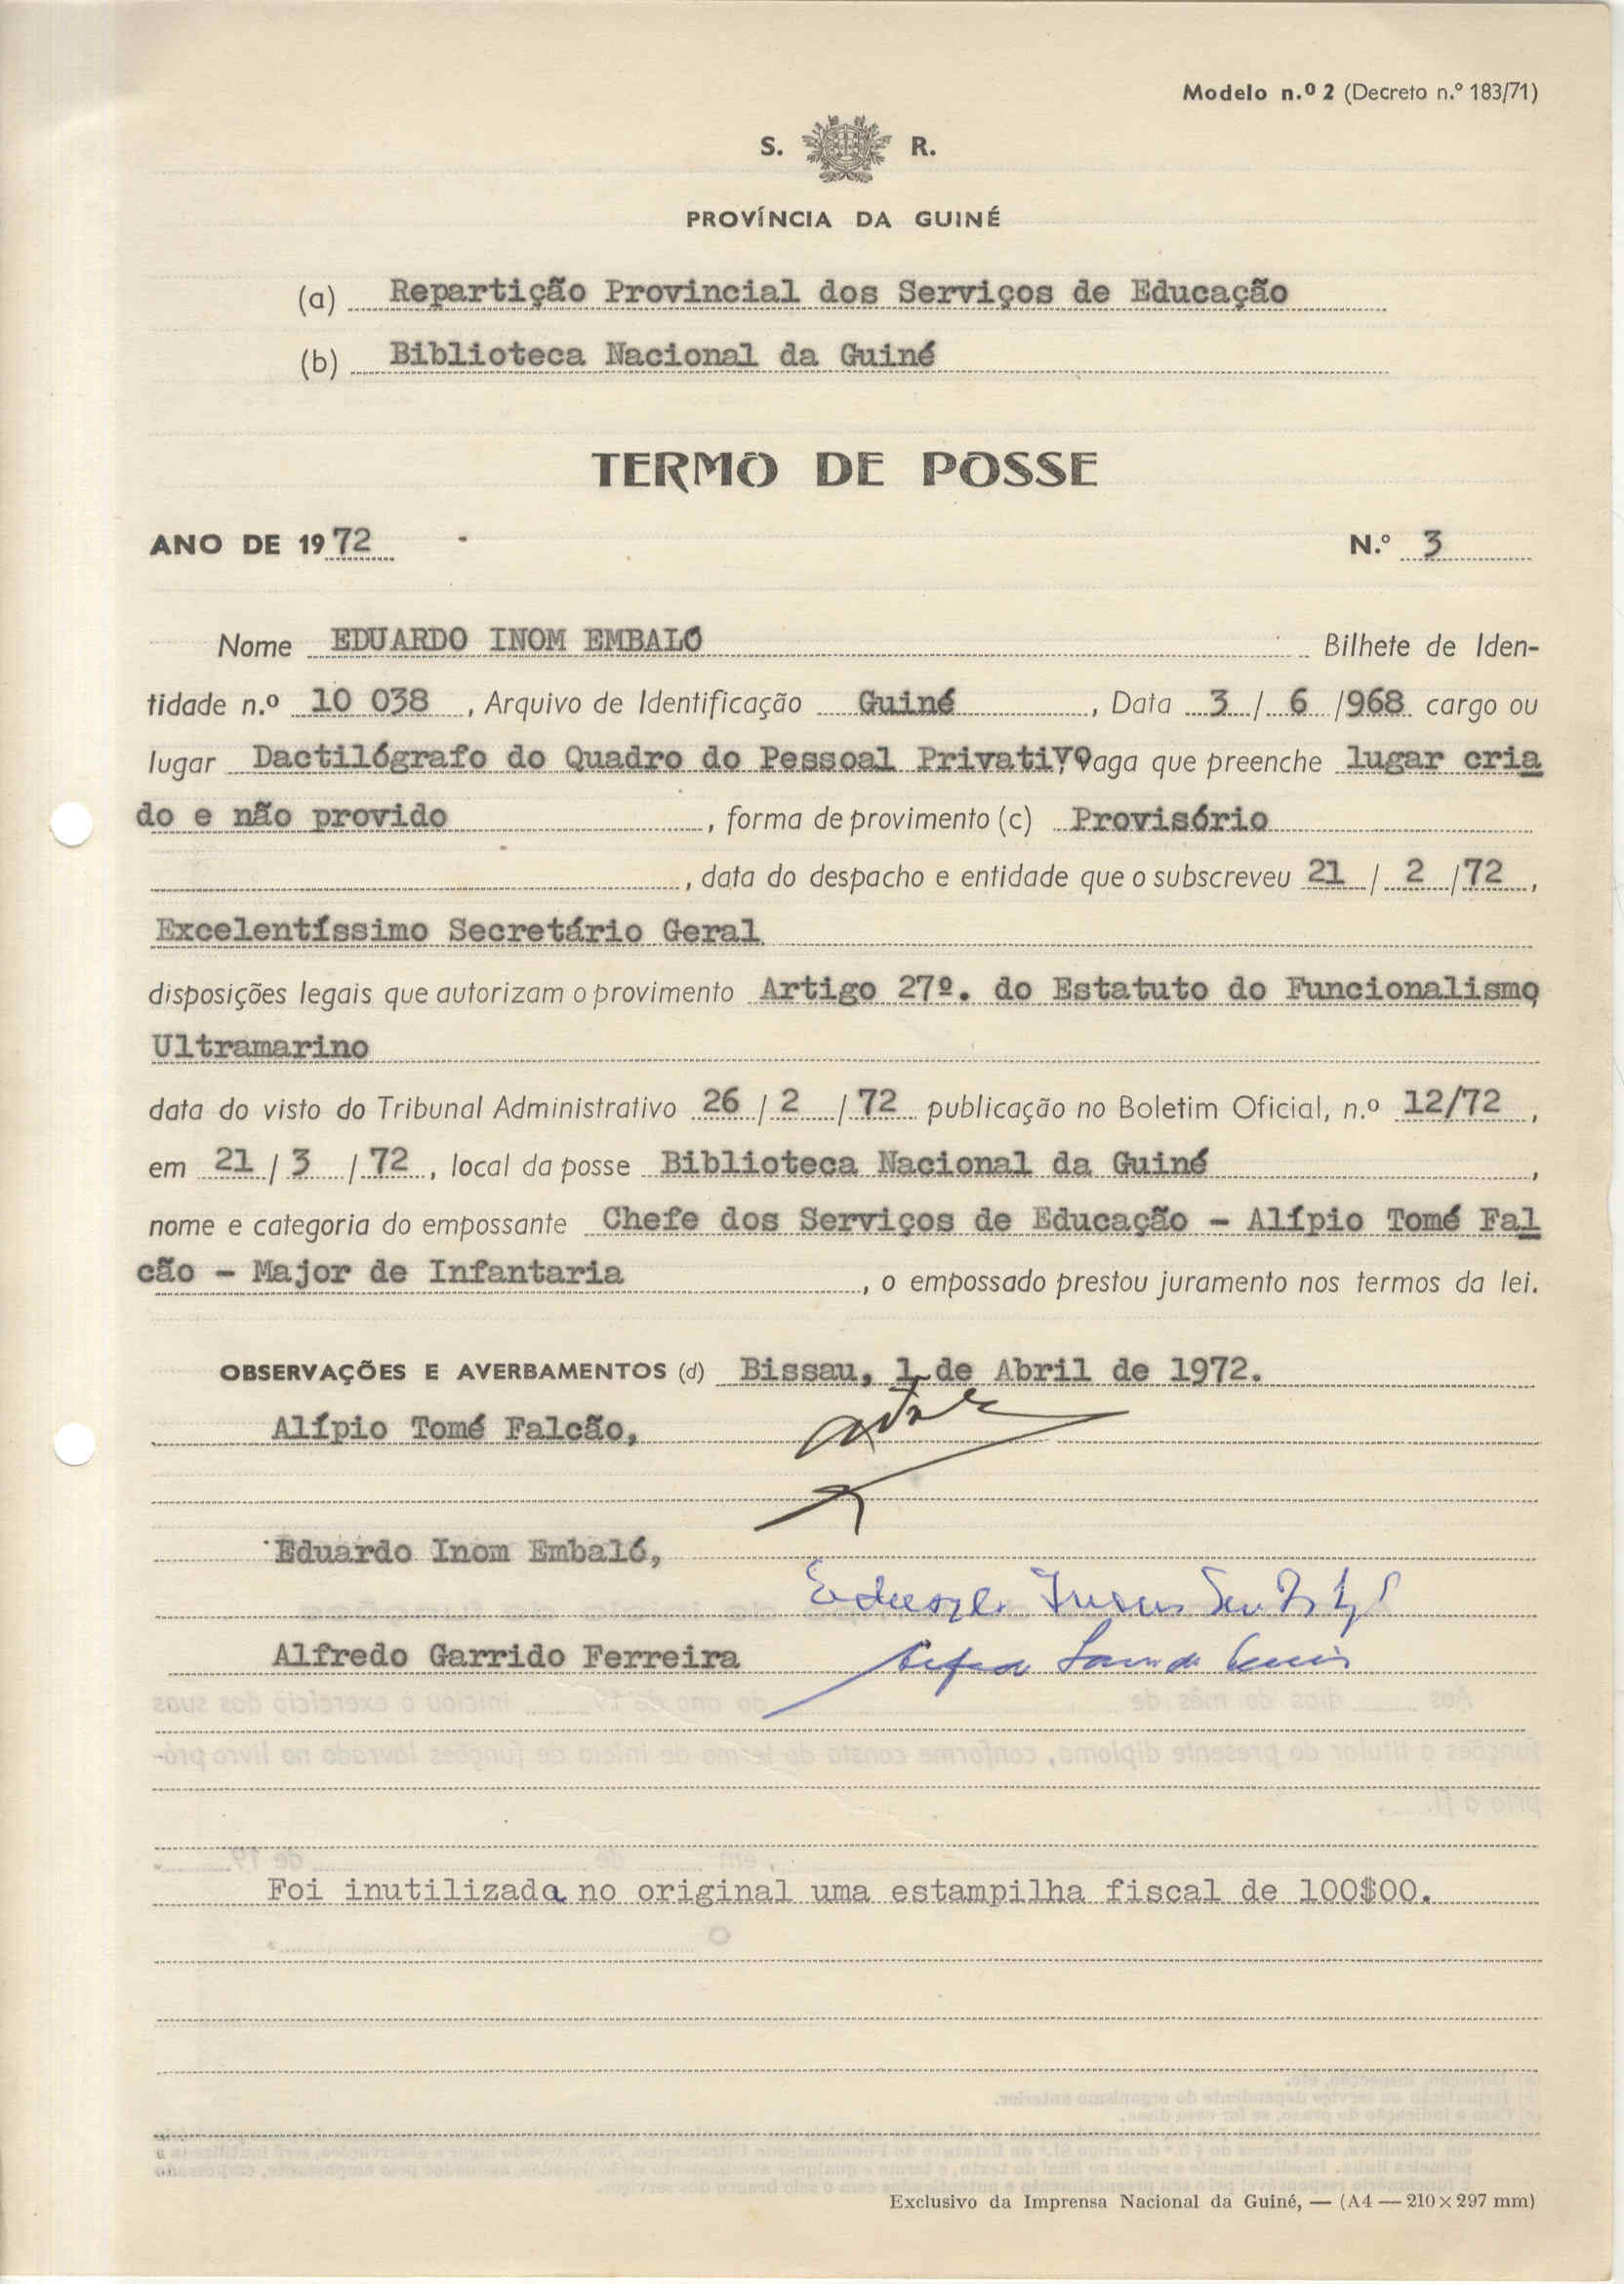 Modelo n.º 2 (Decreto n.º 183/71)
S. R.
PROVÍNCIA DA GUINÉ
(a) Repartição Provincial dos Serviços de Educação
(b) Biblioteca Nacional da Guiné
TERMO DE POSSE
ANO DE 1972 N.º 3
Nome EDUARDO INOM EMBALÓ Bilhete de Iden-
tidade n.º 10 038, Arquivo de Identificação Guiné, Data 3/6/968 cargo ou
lugar Dactilógrafo do Quadro do Pessoal PrivatiVOaga que preenche lugar cria
do e não provido, forma de provimento (c) Provisório
, data do despacho e entidade que o subscreveu 21/2/72,
Excelentíssimo Secretário Geral
disposições legais que autorizam o provimento Artigo 27º. do Estatuto do Funcionalismo
Ultramarino
data do visto do Tribunal Administrativo 26/2/72 publicação no Boletim Oficial, n.º 12/72,
em 21/3/72, local da posse Biblioteca Nacional da Guiné,
nome e categoria do empossante Chefe dos Serviços de Educação - Alípio Tomé Fal
cão - Major de Infantaria, o empossado prestou juramento nos termos da lei.
OBSERVAÇÕES E AVERBAMENTOS (d) Bissau, 1 de Abril de 1972.
Alípio Tomé Falcão,
Eduardo Inom Embaló,
Alfredo Garrido Ferreira
Foi inutilizada no original uma estampilha fiscal de 100$00.
Exclusivo da Imprensa Nacional da Guiné, — (A4 — 210×297 mm)